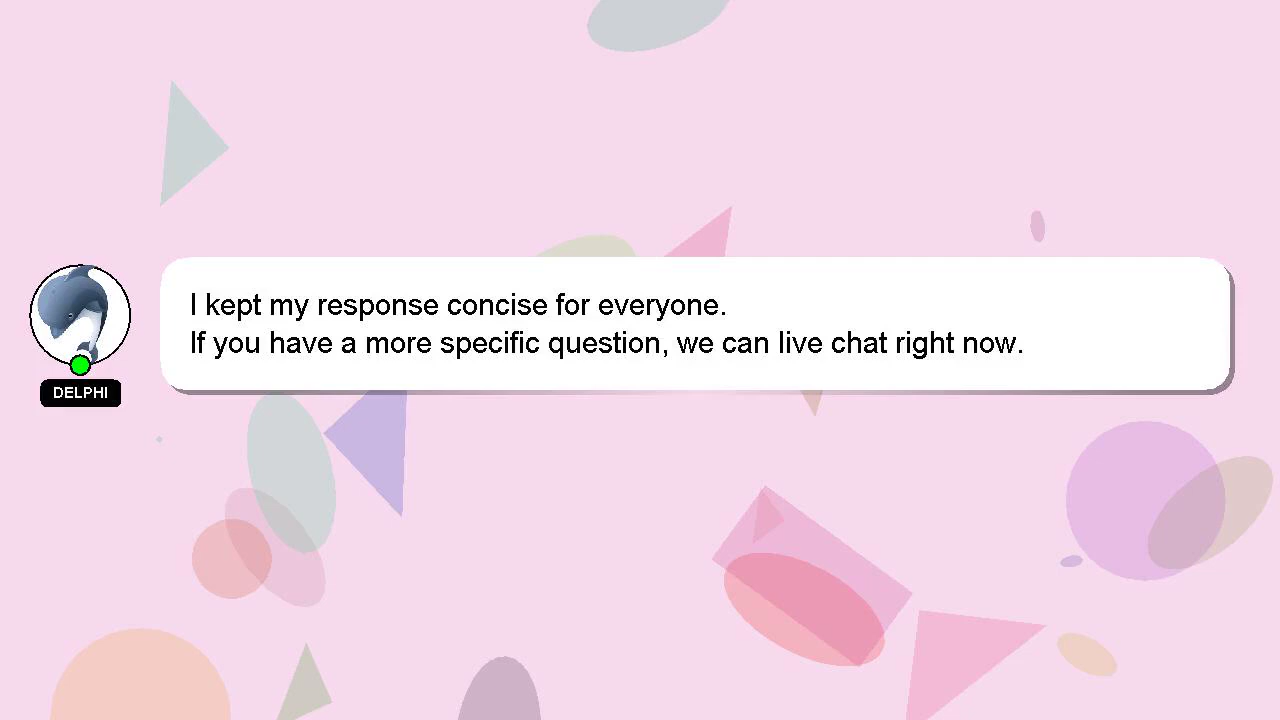 I kept my response concise for everyone.
If you have a more specific question, we can live chat right now.
DELPHI